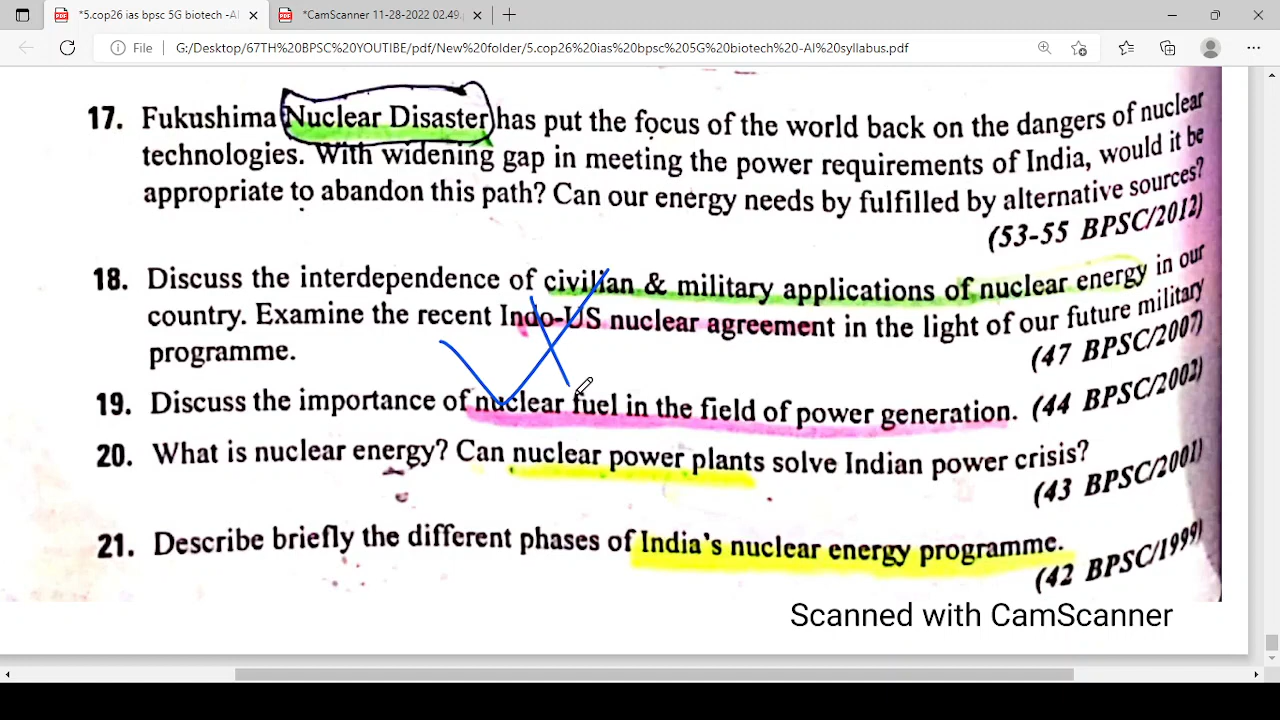 *5.cop26 ias bpsc 5G biotech -AI
*CamScanner 11-28-2022 02.49.
File
G:/Desktop/67TH%20BPSC%20YOUTIBE/pdf/New%20folder/5.cop26%20ias%20bpsc%205G%20biotech%20-AI%20syllabus.pdf
17. Fukushima Nuclear Disaster has put the focus of the world back on the dangers of nuclear
technologies. With widening gap in meeting the power requirements of India, would it be
appropriate to abandon this path? Can our energy needs by fulfilled by alternative sources?
(53-55 BPSC/2012)
18. Discuss the interdependence of civilian & military applications of nuclear energy in our
country. Examine the recent Indo-US nuclear agreement in the light of our future military
programme.
(47 BPSC/2007)
19. Discuss the importance of nuclear fuel in the field of power generation. (44 BPSC/2002)
20. What is nuclear energy? Can nuclear power plants solve Indian power crisis?
(43 BPSC/2001)
21. Describe briefly the different phases of India's nuclear energy programme.
(42 BPSC/1999)
Scanned with CamScanner